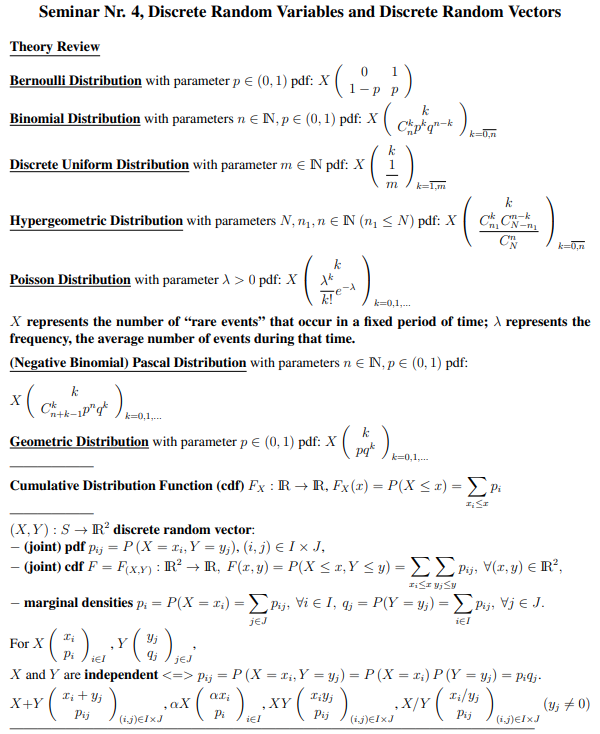 Seminar Nr. 4, Discrete Random Variables and Discrete Random Vectors
Theory Review
Bernoulli Distribution with parameter p ∈ (0, 1) pdf: X ( 0 1 / 1 − p p )
Binomial Distribution with parameters n ∈ ℕ, p ∈ (0, 1) pdf: X ( k / C_n^k p^k q^{n−k} )_{k=\overline{0,n}}
Discrete Uniform Distribution with parameter m ∈ ℕ pdf: X ( k / \frac{1}{m} )_{k=\overline{1,m}}
Hypergeometric Distribution with parameters N, n_1, n ∈ ℕ (n_1 ≤ N) pdf: X ( k / \frac{C_{n_1}^k C_{N−n_1}^{n−k}}{C_N^n} )_{k=\overline{0,n}}
Poisson Distribution with parameter λ > 0 pdf: X ( k / \frac{λ^k}{k!} e^{−λ} )_{k=0,1,...}
X represents the number of “rare events” that occur in a fixed period of time; λ represents the
frequency, the average number of events during that time.
(Negative Binomial) Pascal Distribution with parameters n ∈ ℕ, p ∈ (0, 1) pdf:
X ( k / C_{n+k−1}^k p^n q^k )_{k=0,1,...}
Geometric Distribution with parameter p ∈ (0, 1) pdf: X ( k / pq^k )_{k=0,1,...}
Cumulative Distribution Function (cdf) F_X : ℝ → ℝ, F_X(x) = P(X ≤ x) = ∑_{x_i≤x} p_i
(X, Y) : S → ℝ^2 discrete random vector:
− (joint) pdf p_{ij} = P (X = x_i, Y = y_j), (i, j) ∈ I × J,
− (joint) cdf F = F_{(X,Y)} : ℝ^2 → ℝ, F(x, y) = P(X ≤ x, Y ≤ y) = ∑_{x_i≤x} ∑_{y_j≤y} p_{ij}, ∀(x, y) ∈ ℝ^2,
− marginal densities p_i = P(X = x_i) = ∑_{j∈J} p_{ij}, ∀i ∈ I, q_j = P(Y = y_j) = ∑_{i∈I} p_{ij}, ∀j ∈ J.
For X ( x_i / p_i )_{i∈I}, Y ( y_j / q_j )_{j∈J},
X and Y are independent <=> p_{ij} = P (X = x_i, Y = y_j) = P (X = x_i) P (Y = y_j) = p_i q_j.
X+Y ( x_i + y_j / p_{ij} )_{(i,j)∈I×J}, αX ( αx_i / p_i )_{i∈I}, XY ( x_i y_j / p_{ij} )_{(i,j)∈I×J}, X/Y ( x_i/y_j / p_{ij} )_{(i,j)∈I×J} (y_j ≠ 0)